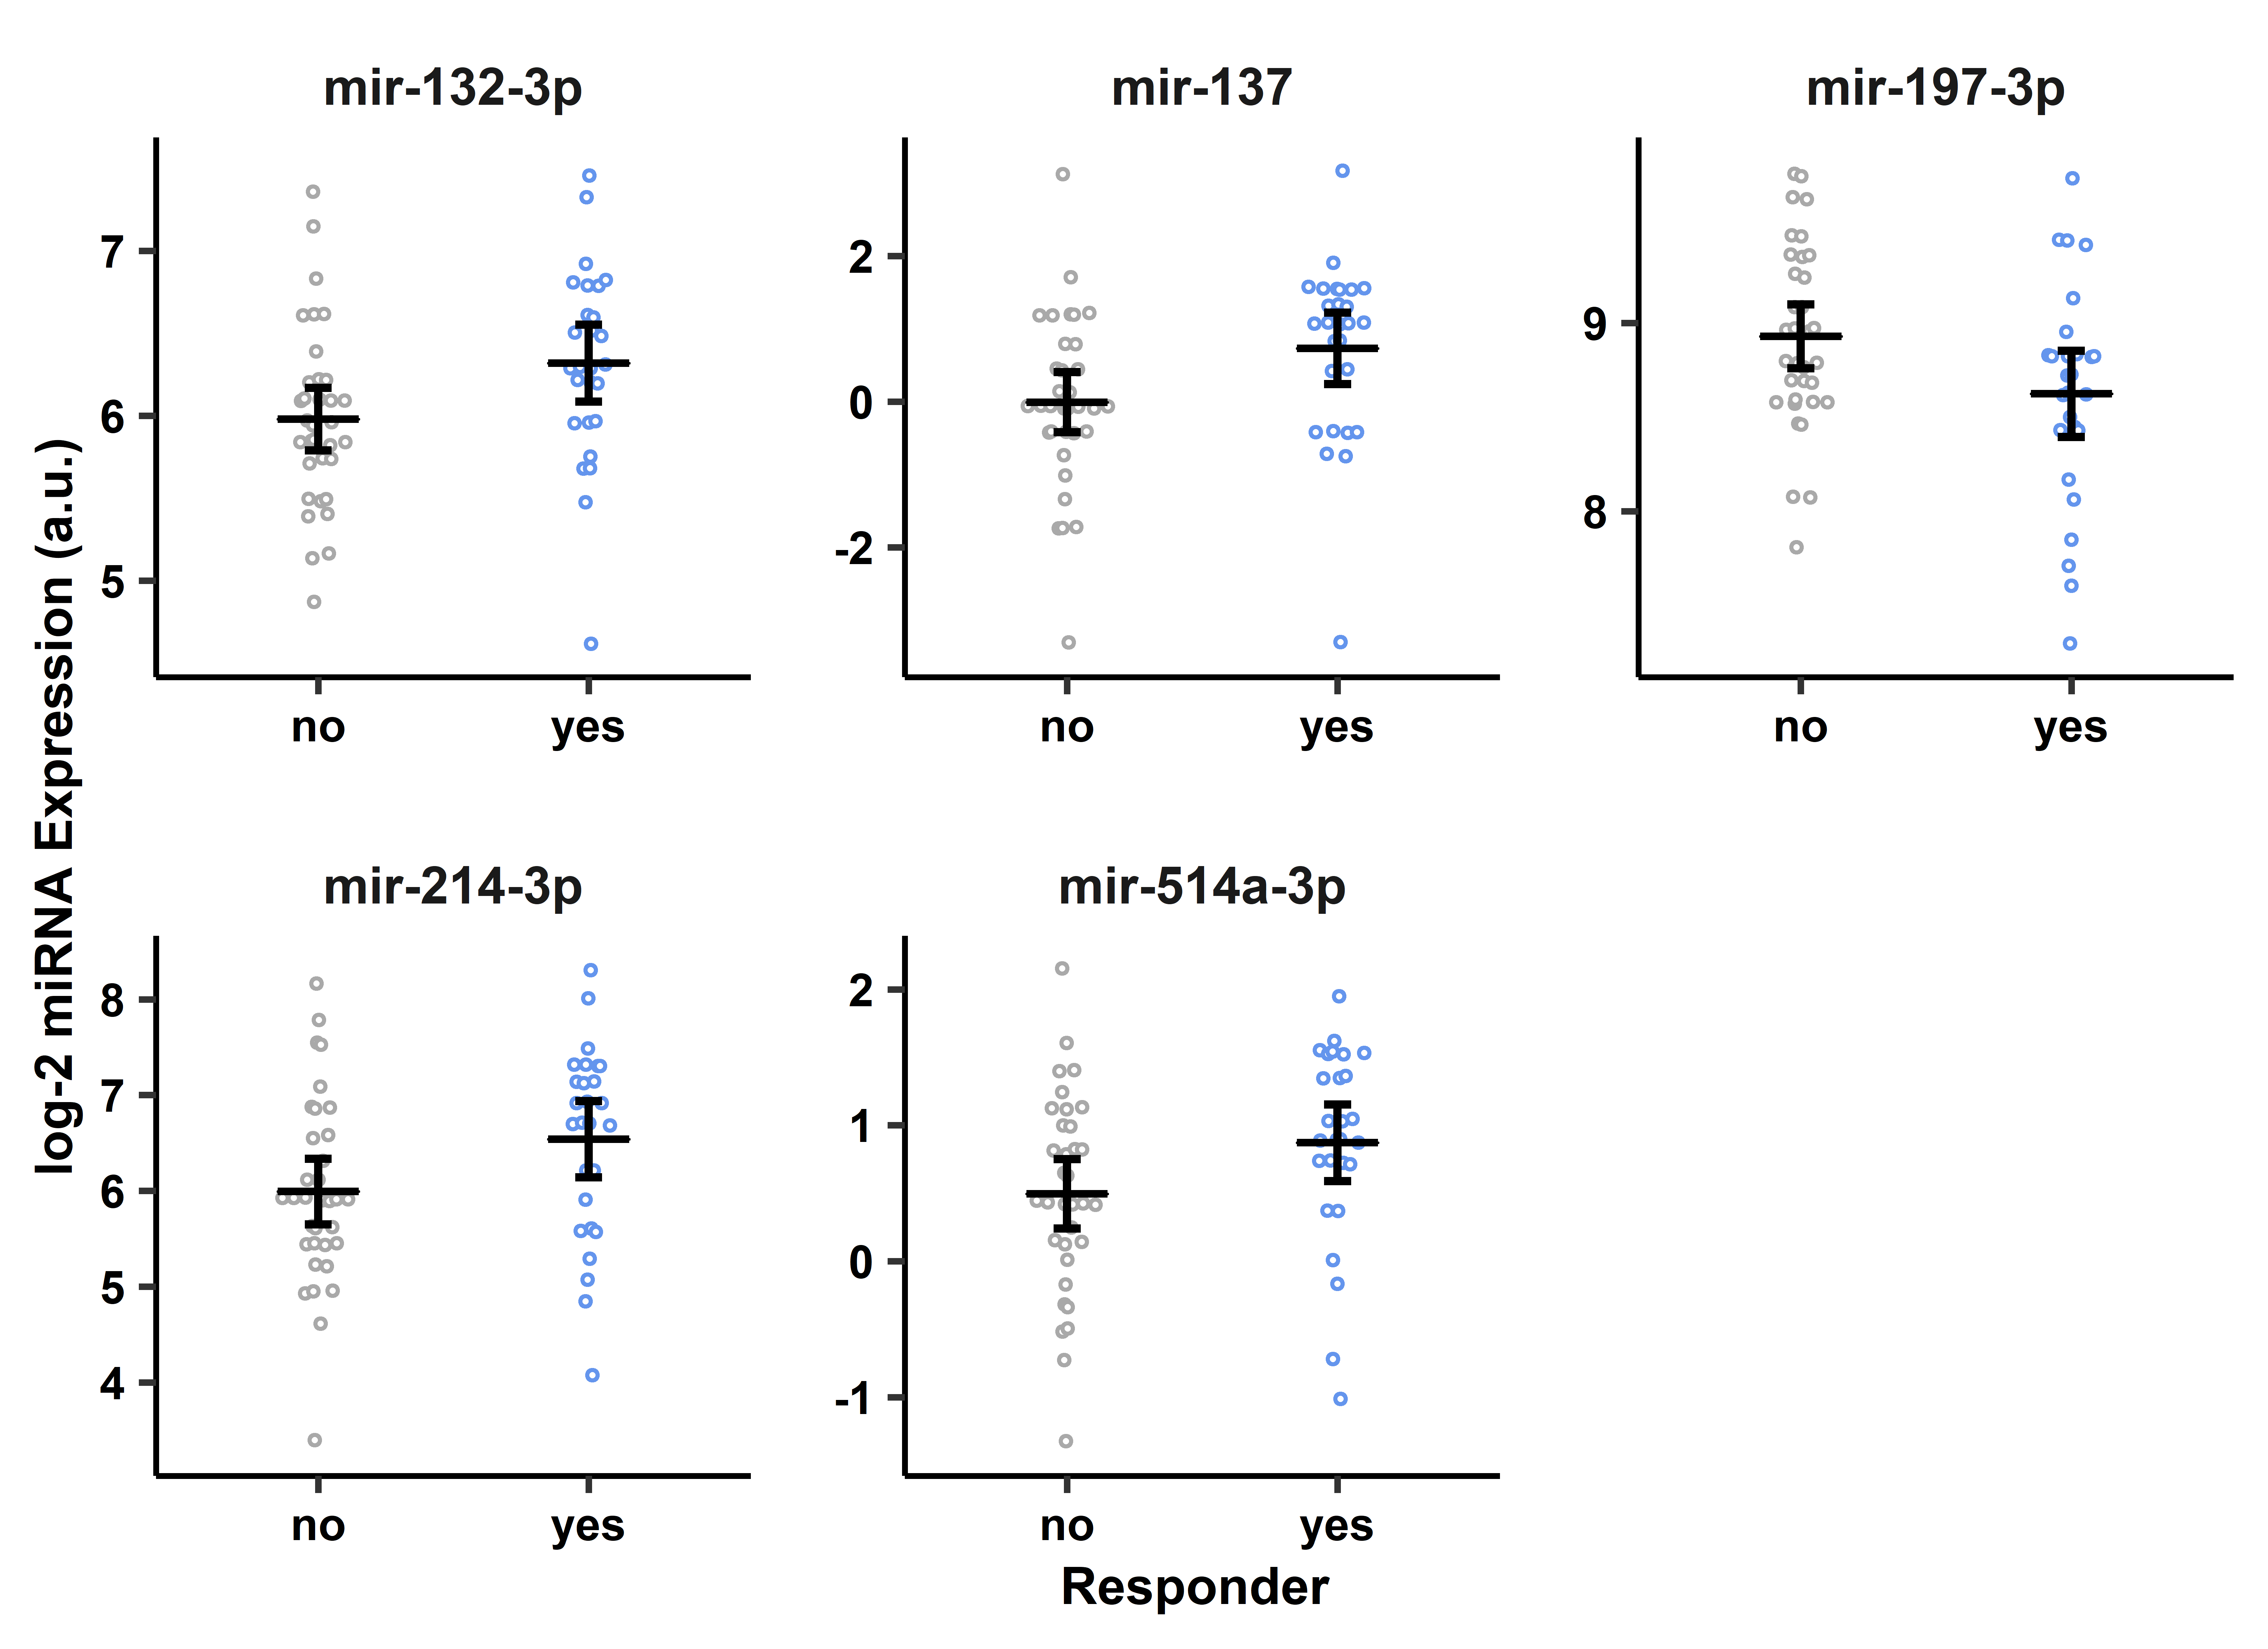 mir-132-3p
mir-137
mir-197-3p
7
6
5
2
0
-2
9
8
no
yes
no
yes
no
yes
log-2 miRNA Expression (a.u.)
mir-214-3p
mir-514a-3p
8
7
6
5
4
2
1
0
-1
no
yes
no
yes
Responder